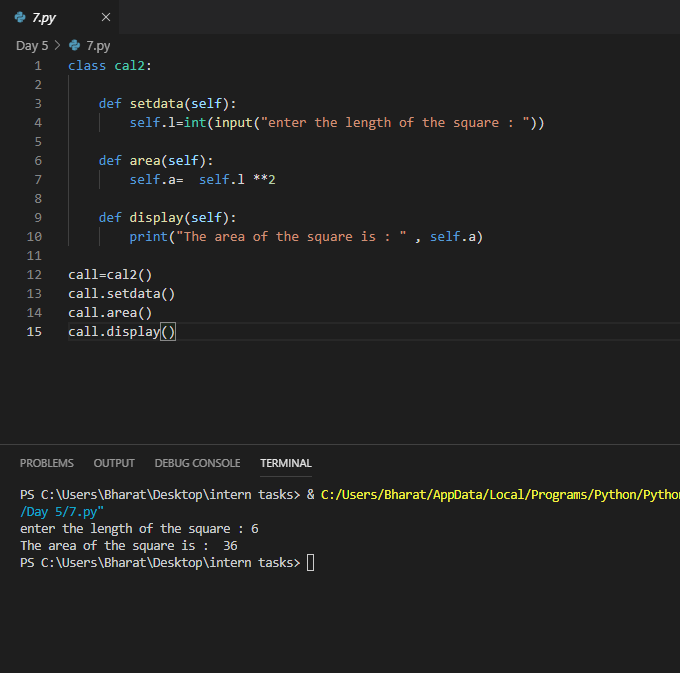 7.py
Day 5 > 7.py
1 class cal2:
2
3     def setdata(self):
4         self.l=int(input("enter the length of the square : "))
5
6     def area(self):
7         self.a=  self.l **2
8
9     def display(self):
10         print("The area of the square is : " , self.a)
11
12 call=cal2()
13 call.setdata()
14 call.area()
15 call.display()
PROBLEMS OUTPUT DEBUG CONSOLE TERMINAL
PS C:\Users\Bharat\Desktop\intern tasks> & C:/Users/Bharat/AppData/Local/Programs/Python/Python
/Day 5/7.py"
enter the length of the square : 6
The area of the square is :  36
PS C:\Users\Bharat\Desktop\intern tasks>